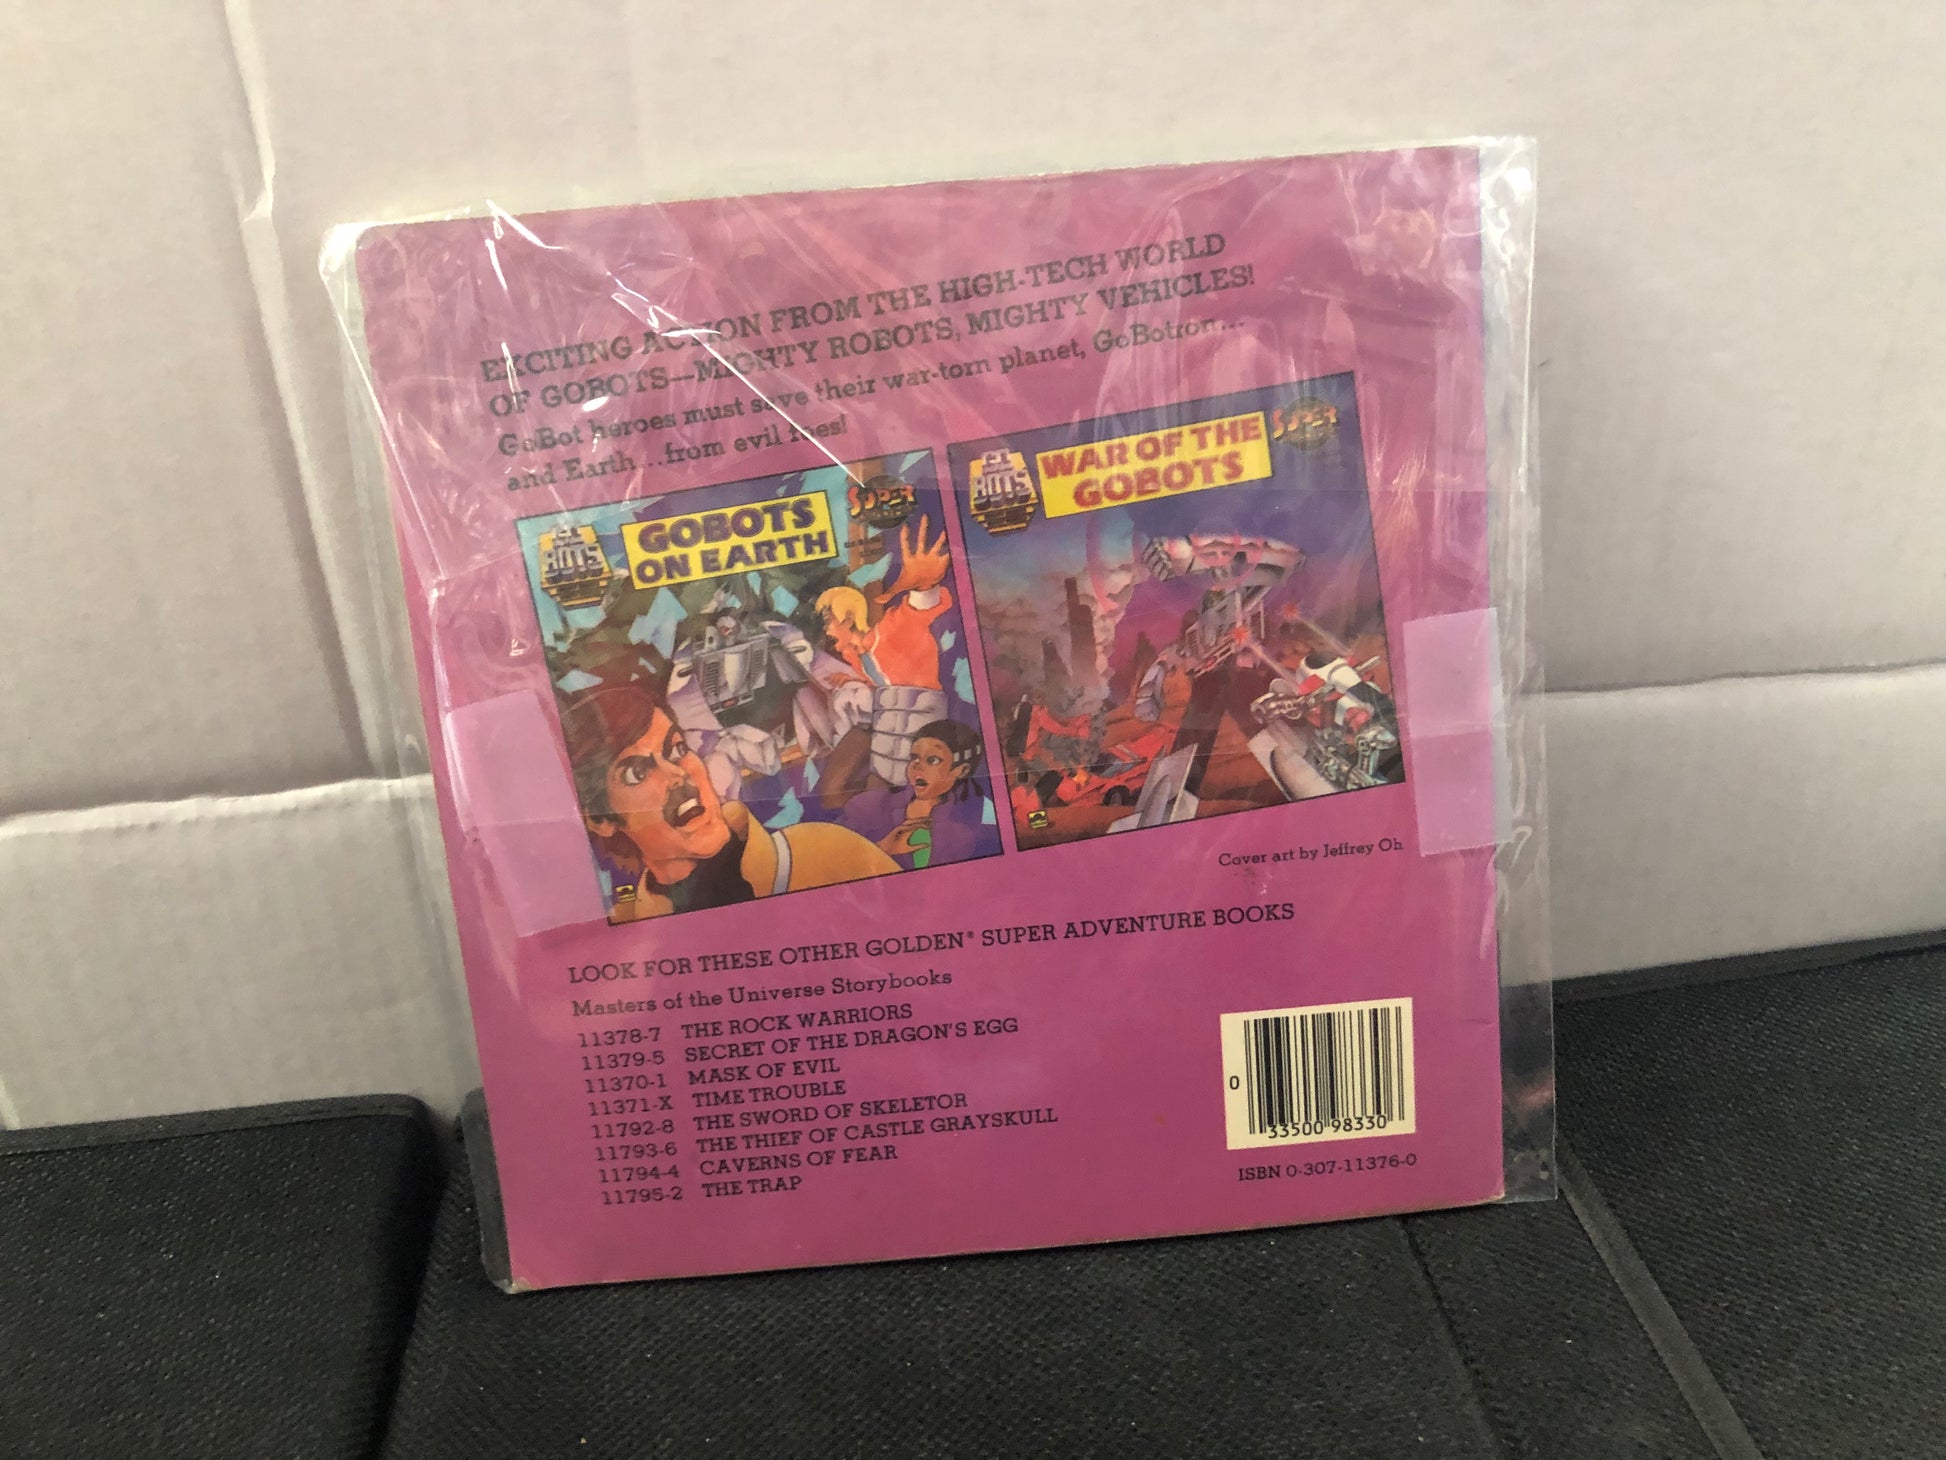 EXCITING ACTION FROM THE HIGH-TECH WORLD
OF GOBOTS—MIGHTY ROBOTS, MIGHTY VEHICLES!
GoBot heroes must save their war-torn planet, GoBotron...
and Earth...from evil foes!
BOTS
GOBOTS
ON EARTH
SUPER
BOTS
WAR OF THE
GOBOTS
SUPER
Cover art by Jeffrey Oh
LOOK FOR THESE OTHER GOLDEN® SUPER ADVENTURE BOOKS
Masters of the Universe Storybooks
11378-7 THE ROCK WARRIORS
11379-5 SECRET OF THE DRAGON'S EGG
11370-1 MASK OF EVIL
11371-X TIME TROUBLE
11792-8 THE SWORD OF SKELETOR
11793-6 THE THIEF OF CASTLE GRAYSKULL
11794-4 CAVERNS OF FEAR
11795-2 THE TRAP
0
33500 98330
ISBN 0-307-11376-0